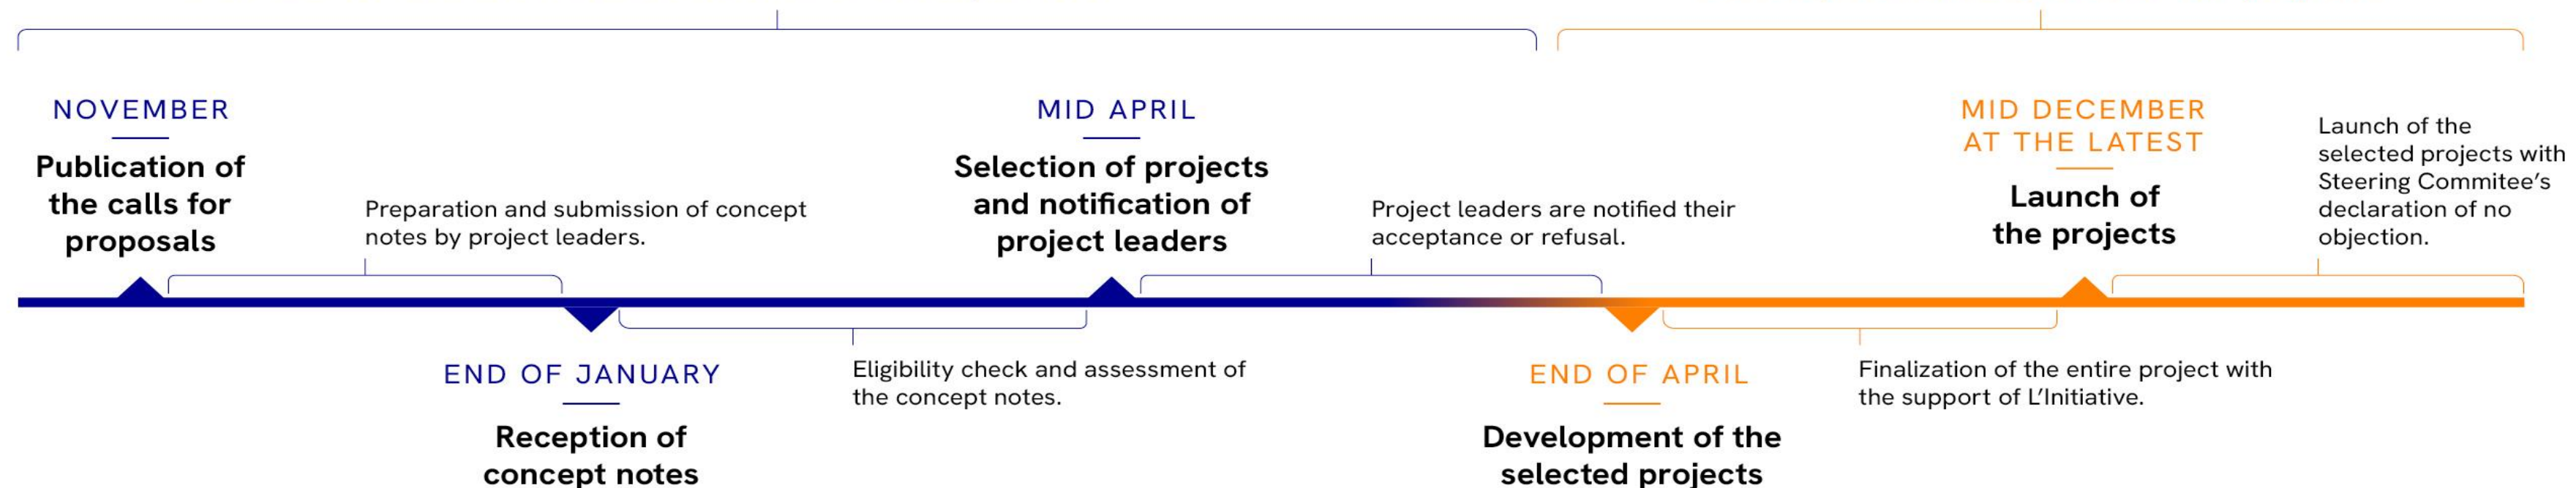 NOVEMBER
Publication of
the calls for
proposals
Preparation and submission of concept
notes by project leaders.
END OF JANUARY
Reception of
concept notes
Eligibility check and assessment of
the concept notes.
MID APRIL
Selection of projects
and notification of
project leaders
Project leaders are notified their
acceptance or refusal.
END OF APRIL
Development of the
selected projects
Finalization of the entire project with
the support of L’Initiative.
MID DECEMBER
AT THE LATEST
Launch of
the projects
Launch of the
selected projects with
Steering Commitee’s
declaration of no
objection.